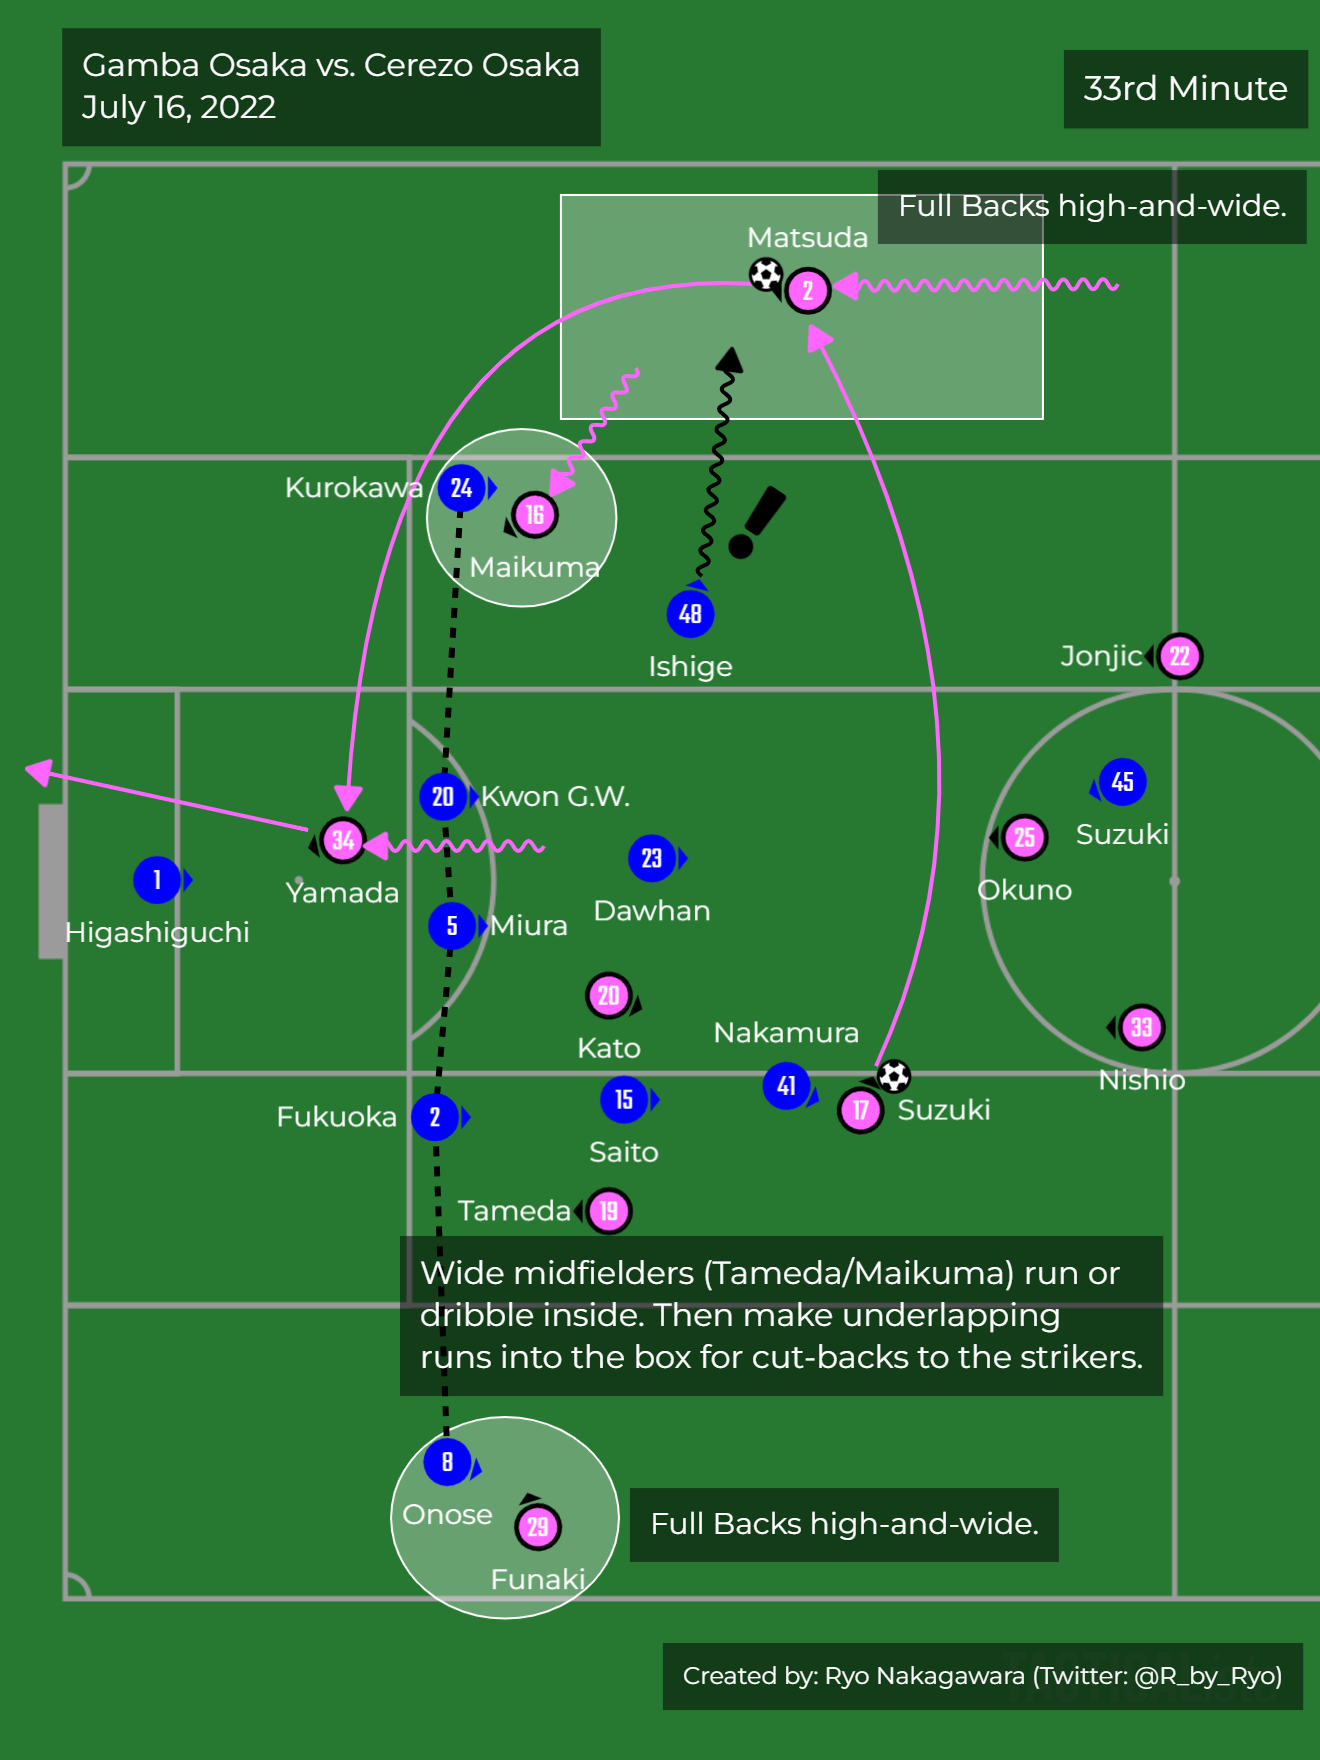 Gamba Osaka vs. Cerezo Osaka
July 16, 2022
33rd Minute
Full Backs high-and-wide.
Matsuda
2
Kurokawa
24
16
Maikuma
48
Ishige
Jonjic
22
45
Suzuki
20
Kwon G.W.
34
Yamada
25
Okuno
23
Dawhan
1
Higashiguchi
5
Miura
20
Kato
Nakamura
33
Nishio
41
15
Saito
17
Suzuki
Fukuoka
2
Tameda
19
Wide midfielders (Tameda/Maikuma) run or
dribble inside. Then make underlapping
runs into the box for cut-backs to the strikers.
8
Onose
29
Funaki
Full Backs high-and-wide.
Created by: Ryo Nakagawara (Twitter: @R_by_Ryo)